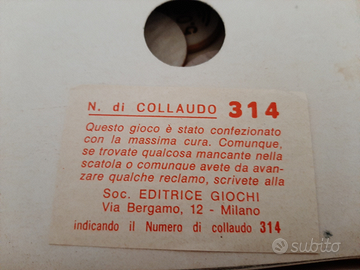 N. di COLLAUDO 314
Questo gioco è stato confezionato
con la massima cura. Comunque,
se trovate qualcosa mancante nella
scatola o comunque avete da avan-
zare qualche reclamo, scrivete alla
Soc. EDITRICE GIOCHI
Via Bergamo, 12 - Milano
indicando il Numero di collaudo 314
subito